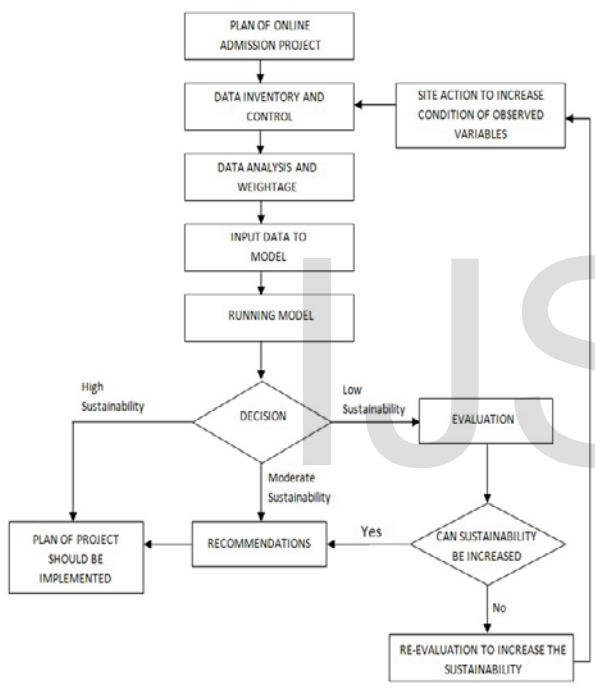 PLAN OF ONLINE
ADMISSION PROJECT
DATA INVENTORY AND
CONTROL
SITE ACTION TO INCREASE
CONDITION OF OBSERVED
VARIABLES
DATA ANALYSIS AND
WEIGHTAGE
INPUT DATA TO
MODEL
RUNNING MODEL
High
Sustainability
DECISION
Low
Sustainability
EVALUATION
Moderate
Sustainability
PLAN OF PROJECT
SHOULD BE
IMPLEMENTED
RECOMMENDATIONS
Yes
CAN SUSTAINABILITY
BE INCREASED
No
RE-EVALUATION TO INCREASE THE
SUSTAINABILITY
IJS